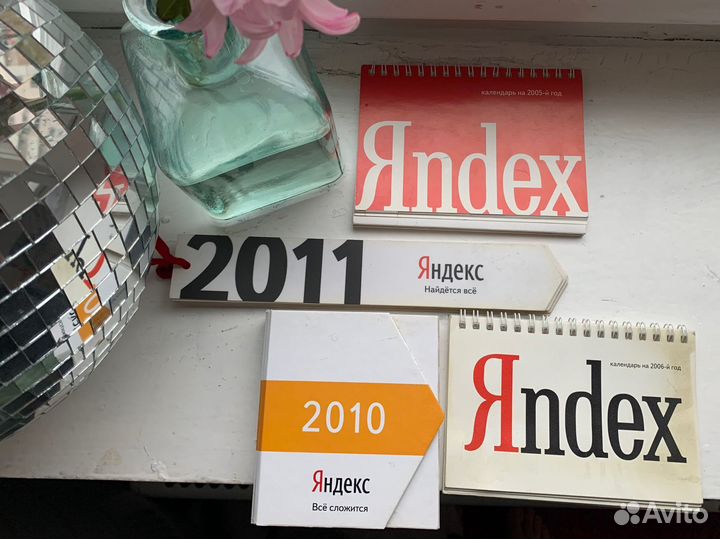 календарь на 2005-й год
Яndex
2011
Яндекс
Найдётся всё
2010
Яндекс
Всё сложится
календарь на 2006-й год
Яndex
Avito